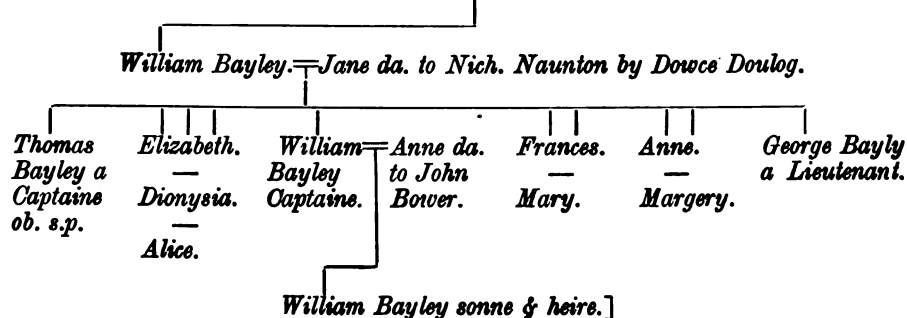 William Bayley.=Jane da. to Nich. Naunton by Dowce Doulog.
Thomas Bayley a Captaine ob. s.p.
Elizabeth.
—
Dionysia.
—
Alice.
William Bayley Captaine.=Anne da. to John Bower.
Frances.
—
Mary.
Anne.
—
Margery.
George Bayly a Lieutenant.
William Bayley sonne & heire.]